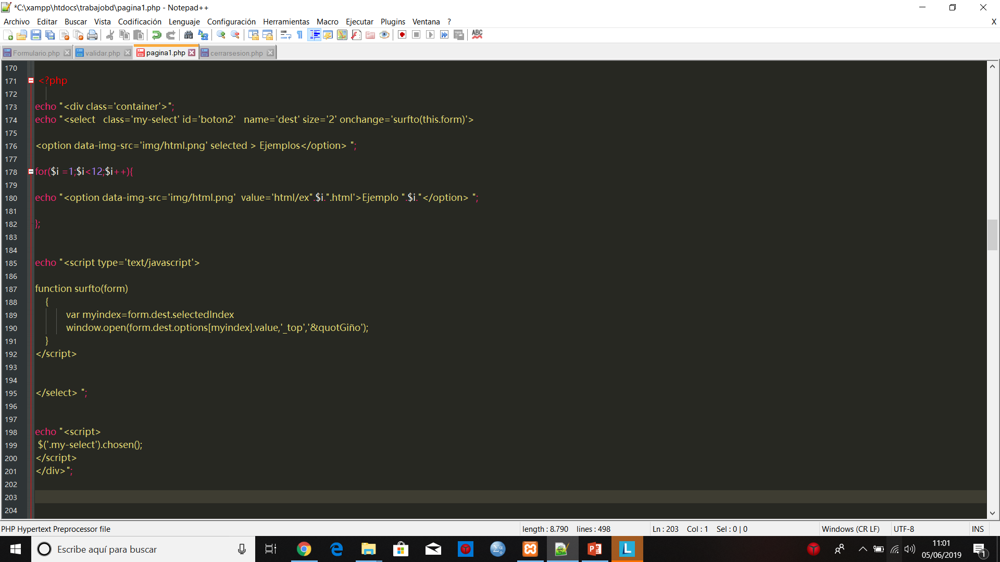 *C:\xampp\htdocs\trabajobd\pagina1.php - Notepad++
Archivo Editar Buscar Vista Codificación Lenguaje Configuración Herramientas Macro Ejecutar Plugins Ventana ? X
Formulario.php validar.php pagina1.php cerrarsesion.php
170
171 <?php
172
173 echo "<div class='container'>";
174 echo "<select   class='my-select' id='boton2'   name='dest' size='2' onchange='surfto(this.form)'>
175
176 <option data-img-src='img/html.png' selected > Ejemplos</option> ";
177
178 for($i =1;$i<12;$i++){
179
180 echo "<option data-img-src='img/html.png'  value='html/ex".$i.".html'>Ejemplo ".$i."</option> ";
181
182 };
183
184
185 echo "<script type='text/javascript'>
186
187 function surfto(form)
188 {
189 var myindex=form.dest.selectedIndex
190 window.open(form.dest.options[myindex].value,'_top','&quotGiño');
191 }
192 </script>
193
194
195 </select> ";
196
197
198 echo "<script>
199 $('.my-select').chosen();
200 </script>
201 </div>";
202
203
204
PHP Hypertext Preprocessor file length : 8.790 lines : 498 Ln : 203 Col : 1 Sel : 0 | 0 Windows (CR LF) UTF-8 INS
Escribe aquí para buscar
11:01
05/06/2019
1